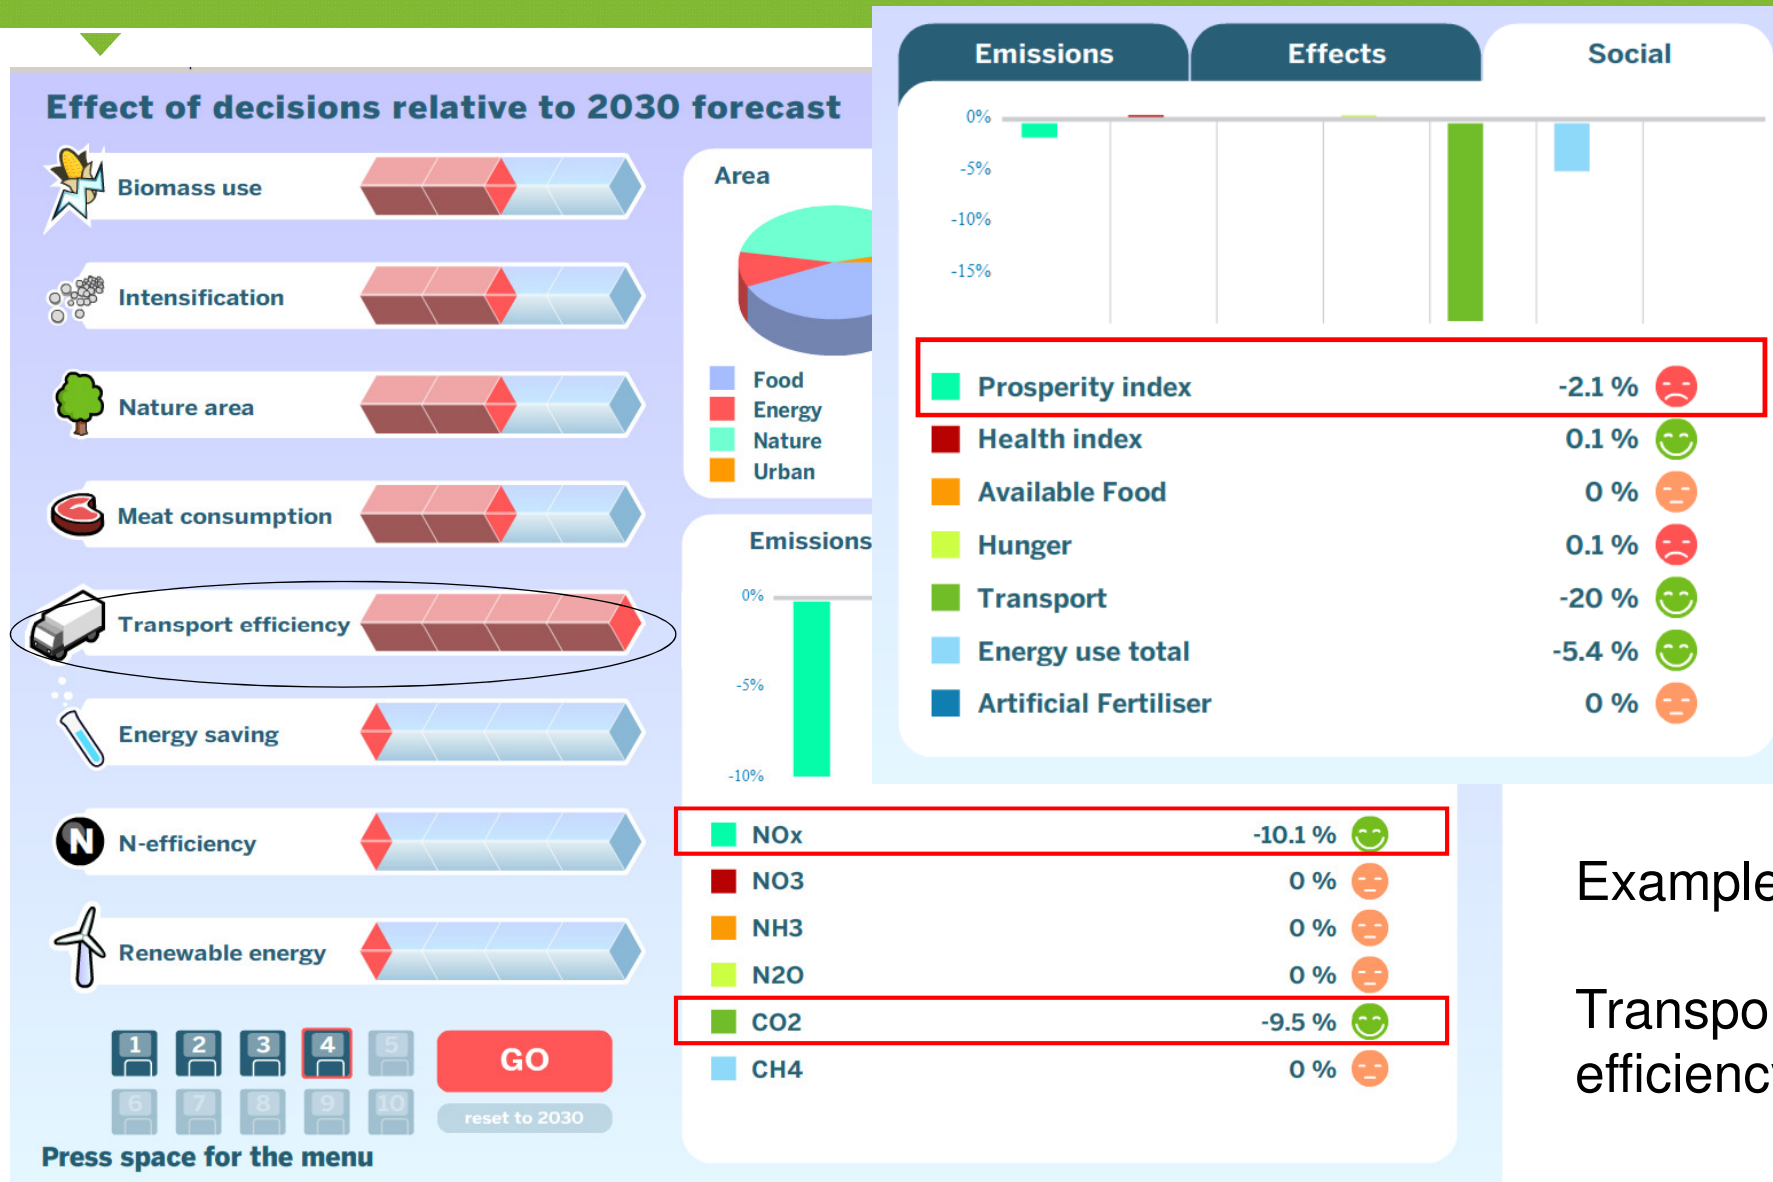 Effect of decisions relative to 2030 forecast
Biomass use
Intensification
Nature area
Meat consumption
Transport efficiency
Energy saving
N
N-efficiency
Renewable energy
1 2 3 4 5
6 7 8 9 10
GO
reset to 2030
Press space for the menu
Area
Food
Energy
Nature
Urban
Emissions
0%
-5%
-10%
NOx -10.1 %
NO3 0 %
NH3 0 %
N2O 0 %
CO2 -9.5 %
CH4 0 %
Emissions Effects Social
0%
-5%
-10%
-15%
Prosperity index -2.1 %
Health index 0.1 %
Available Food 0 %
Hunger 0.1 %
Transport -20 %
Energy use total -5.4 %
Artificial Fertiliser 0 %
Example
Transpo
efficiency